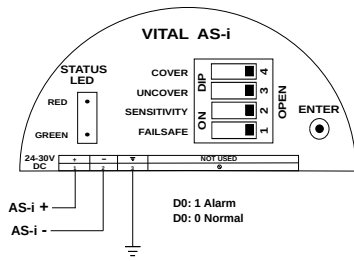 VITAL AS-i
STATUS
LED
RED
GREEN
COVER
UNCOVER
SENSITIVITY
FAILSAFE
ON DIP
4
3
2
1
OPEN
ENTER
24-30V
DC
+
−
NOT USED
1
2
3
AS-i +
AS-i -
D0: 1 Alarm
D0: 0 Normal